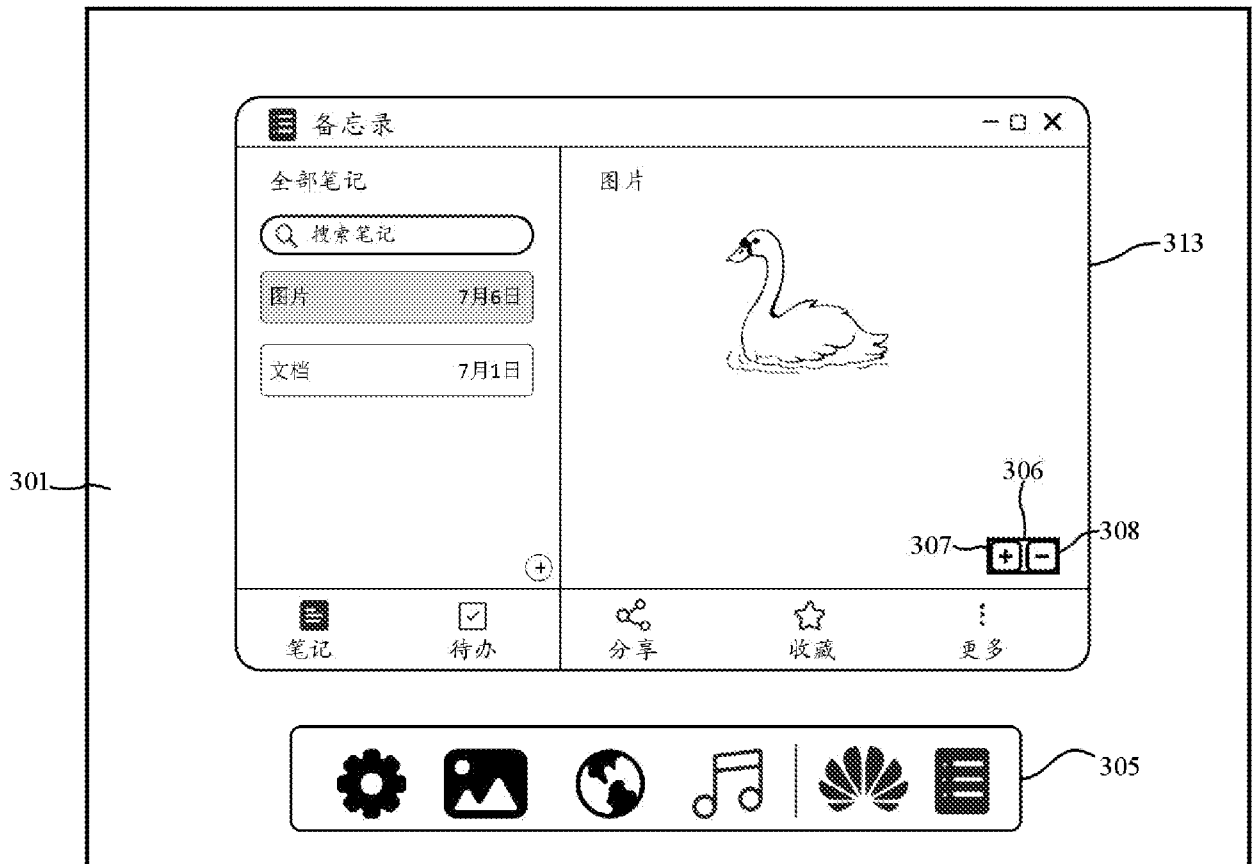 备忘录
全部笔记
搜索笔记
图片 7月6日
文档 7月1日
图片
313
301
306
307
308
笔记
待办
分享
收藏
更多
305